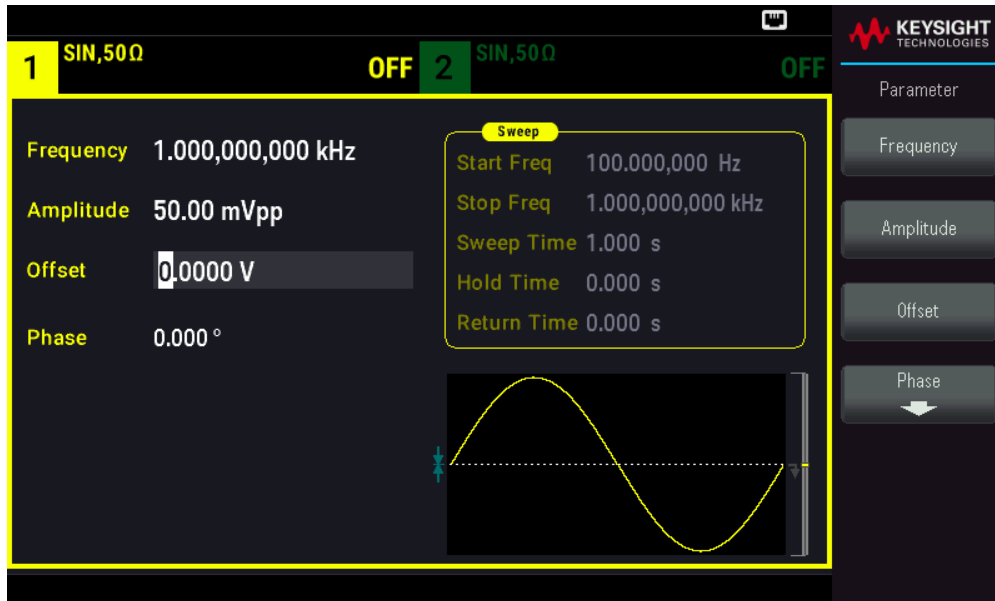 KEYSIGHT
TECHNOLOGIES
1 SIN,50Ω OFF 2 SIN,50Ω OFF
Parameter
Frequency 1.000,000,000 kHz
Amplitude 50.00 mVpp
Offset 0.0000 V
Phase 0.000 °
Sweep
Start Freq 100.000,000 Hz
Stop Freq 1.000,000,000 kHz
Sweep Time 1.000 s
Hold Time 0.000 s
Return Time 0.000 s
Frequency
Amplitude
Offset
Phase